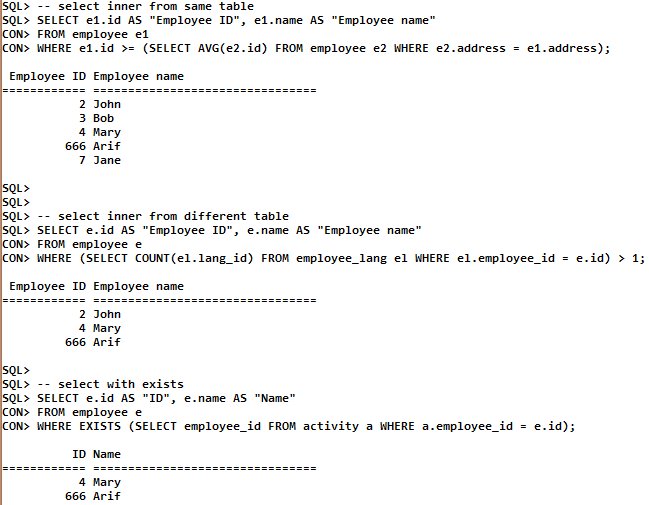 SQL> -- select inner from same table
SQL> SELECT e1.id AS "Employee ID", e1.name AS "Employee name"
CON> FROM employee e1
CON> WHERE e1.id >= (SELECT AVG(e2.id) FROM employee e2 WHERE e2.address = e1.address);
Employee ID Employee name
============ ===============================
2 John
3 Bob
4 Mary
666 Arif
7 Jane
SQL>
SQL>
SQL> -- select inner from different table
SQL> SELECT e.id AS "Employee ID", e.name AS "Employee name"
CON> FROM employee e
CON> WHERE (SELECT COUNT(el.lang_id) FROM employee_lang el WHERE el.employee_id = e.id) > 1;
Employee ID Employee name
============ ===============================
2 John
4 Mary
666 Arif
SQL>
SQL> -- select with exists
SQL> SELECT e.id AS "ID", e.name AS "Name"
CON> FROM employee e
CON> WHERE EXISTS (SELECT employee_id FROM activity a WHERE a.employee_id = e.id);
ID Name
============ ===============================
4 Mary
666 Arif